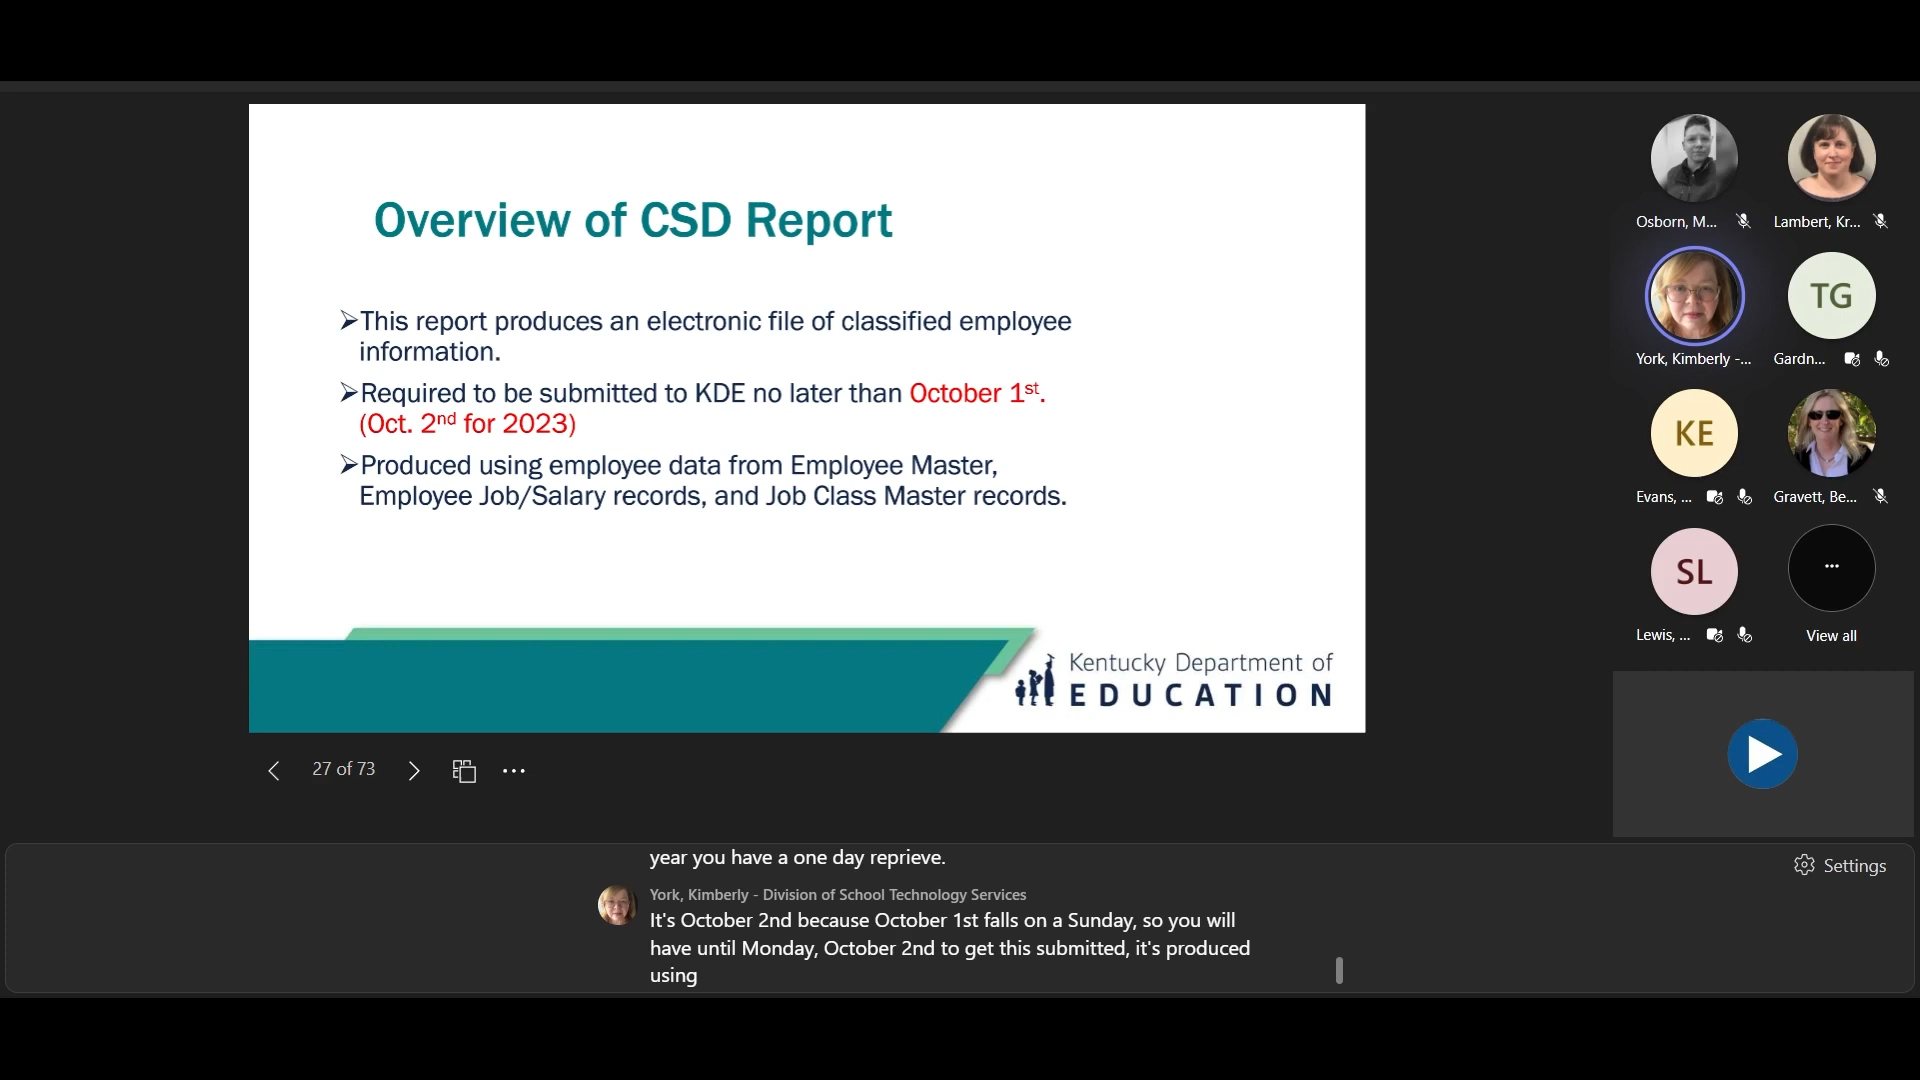 Overview of CSD Report
➢This report produces an electronic file of classified employee
information.
➢Required to be submitted to KDE no later than October 1st.
(Oct. 2nd for 2023)
➢Produced using employee data from Employee Master,
Employee Job/Salary records, and Job Class Master records.
Kentucky Department of
EDUCATION
27 of 73
Osborn, M...
Lambert, Kr...
York, Kimberly -...
TG
Gardn...
KE
Evans, ...
Gravett, Be...
SL
Lewis, ...
View all
year you have a one day reprieve.
York, Kimberly - Division of School Technology Services
It's October 2nd because October 1st falls on a Sunday, so you will
have until Monday, October 2nd to get this submitted, it's produced
using
Settings